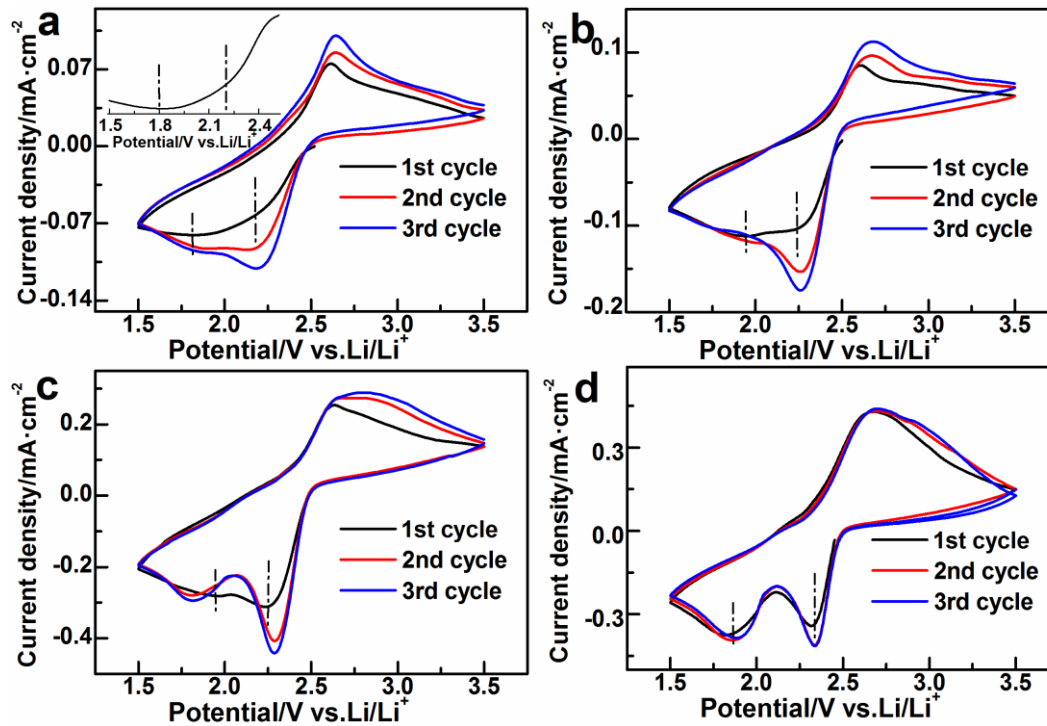 a
Current density/mA·cm⁻²
0.07
0.00
-0.07
-0.14
1.5 1.8 2.1 2.4
Potential/V vs.Li/Li⁺
1st cycle
2nd cycle
3rd cycle
1.5 2.0 2.5 3.0 3.5
Potential/V vs.Li/Li⁺
b
Current density/mA·cm⁻²
0.1
0.0
-0.1
-0.2
1st cycle
2nd cycle
3rd cycle
1.5 2.0 2.5 3.0 3.5
Potential/V vs.Li/Li⁺
c
Current density/mA·cm⁻²
0.2
0.0
-0.2
-0.4
1st cycle
2nd cycle
3rd cycle
1.5 2.0 2.5 3.0 3.5
Potential/V vs.Li/Li⁺
d
Current density/mA·cm⁻²
0.3
0.0
-0.3
1st cycle
2nd cycle
3rd cycle
1.5 2.0 2.5 3.0 3.5
Potential/V vs.Li/Li⁺